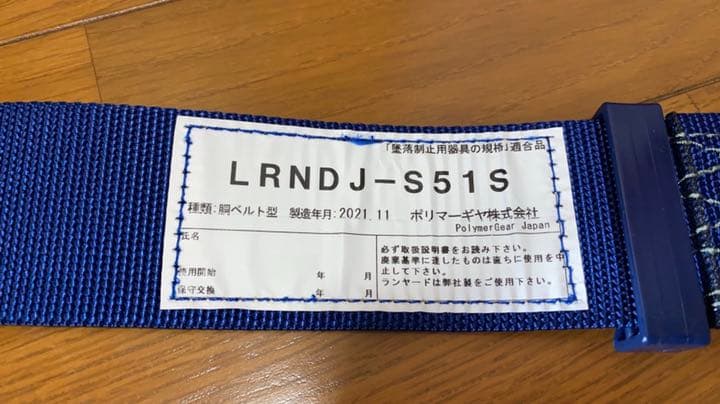 「墜落制止用器具の規格」適合品
LRNDJ-S51S
種類:胴ベルト型 製造年月:2021.11 ポリマーギヤ株式会社
PolymerGear Japan
氏名
使用開始 年 月
保守交換 年 月
必ず取扱説明書をお読み下さい。
廃棄基準に達したものは直ちに使用を中
止して下さい。
ランヤードは弊社製をご使用下さい。